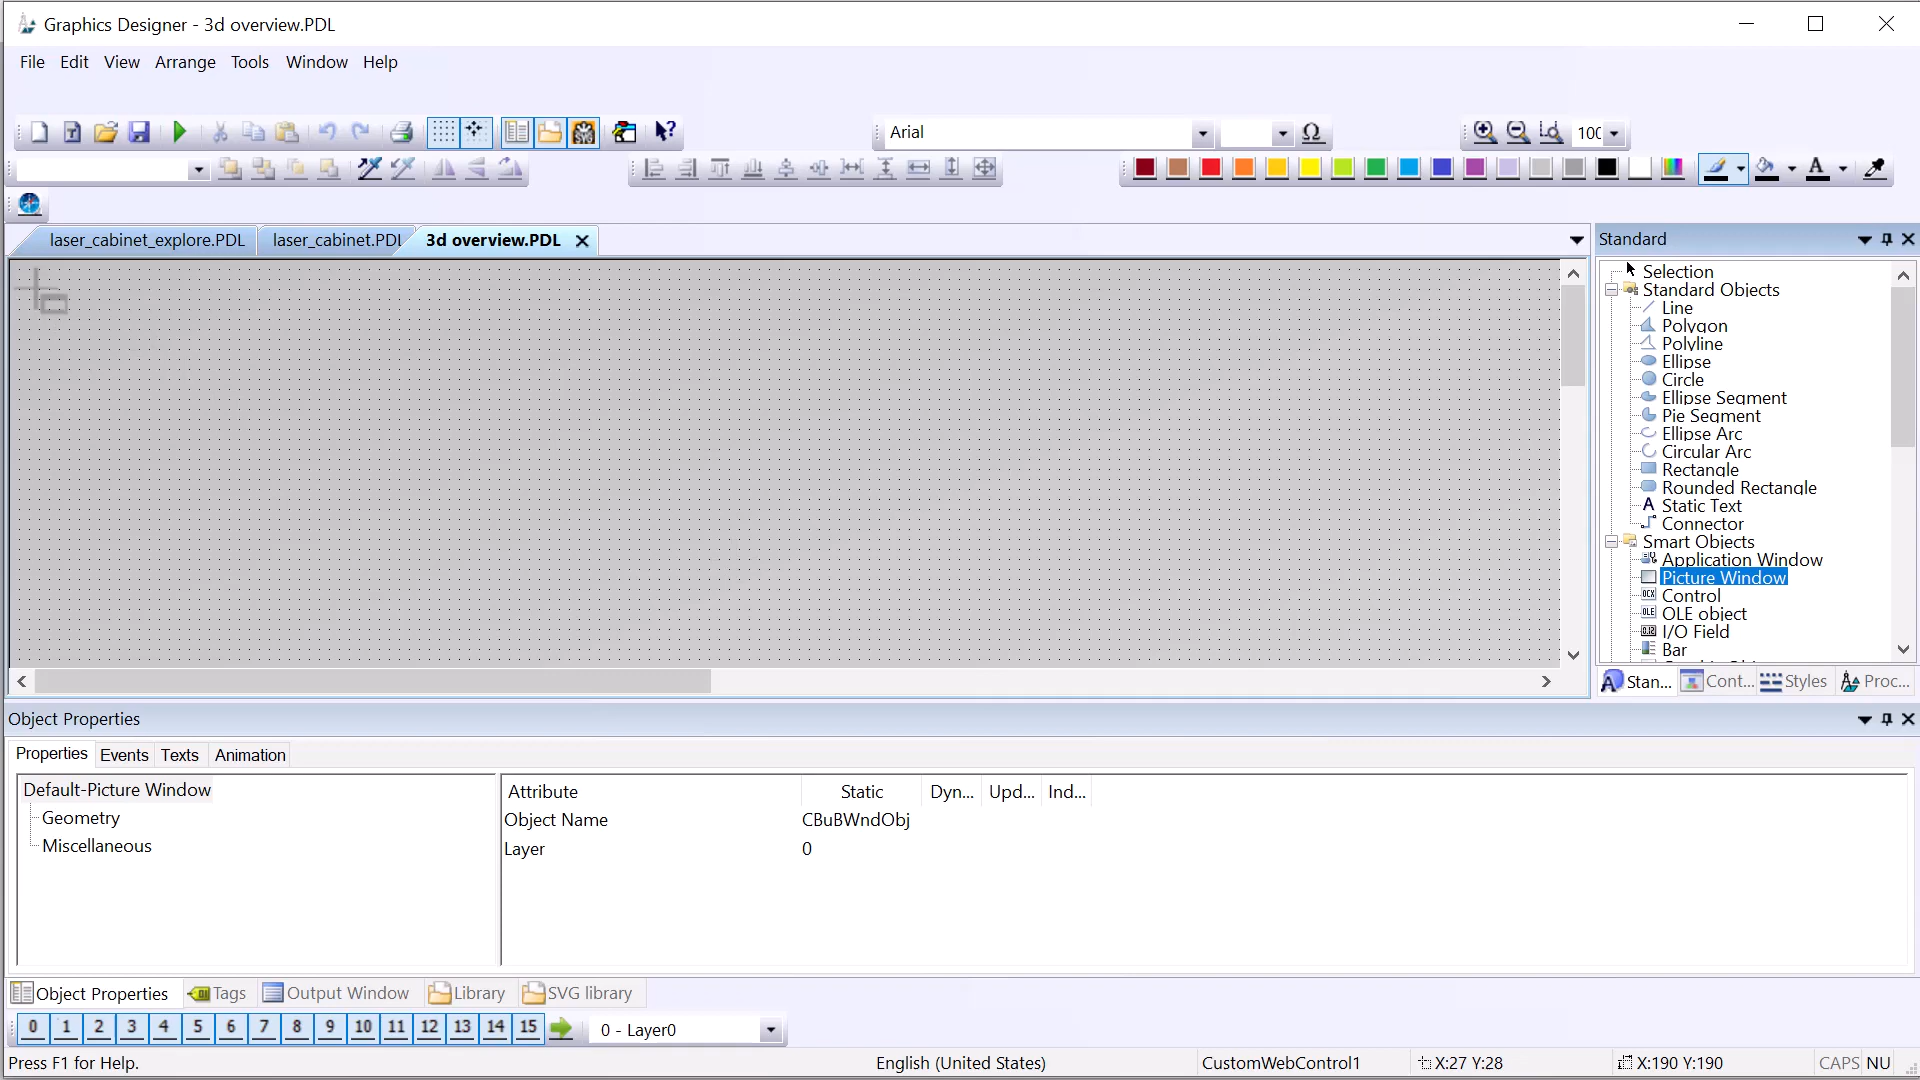 Graphics Designer - 3d overview.PDL
File Edit View Arrange Tools Window Help
Arial
100
laser_cabinet_explore.PDL laser_cabinet.PDL 3d overview.PDL
Standard
Selection
Standard Objects
Line
Polygon
Polyline
Ellipse
Circle
Ellipse Segment
Pie Segment
Ellipse Arc
Circular Arc
Rectangle
Rounded Rectangle
Static Text
Connector
Smart Objects
Application Window
Picture Window
Control
OLE object
I/O Field
Bar
Stan... Cont... Styles Proc...
Object Properties
Properties Events Texts Animation
Default-Picture Window
Geometry
Miscellaneous
Attribute Static Dyn... Upd... Ind...
Object Name CBuBWndObj
Layer 0
Object Properties Tags Output Window Library SVG library
0 1 2 3 4 5 6 7 8 9 10 11 12 13 14 15 0 - Layer0
Press F1 for Help. English (United States) CustomWebControl1 X:27 Y:28 X:190 Y:190 CAPS NU